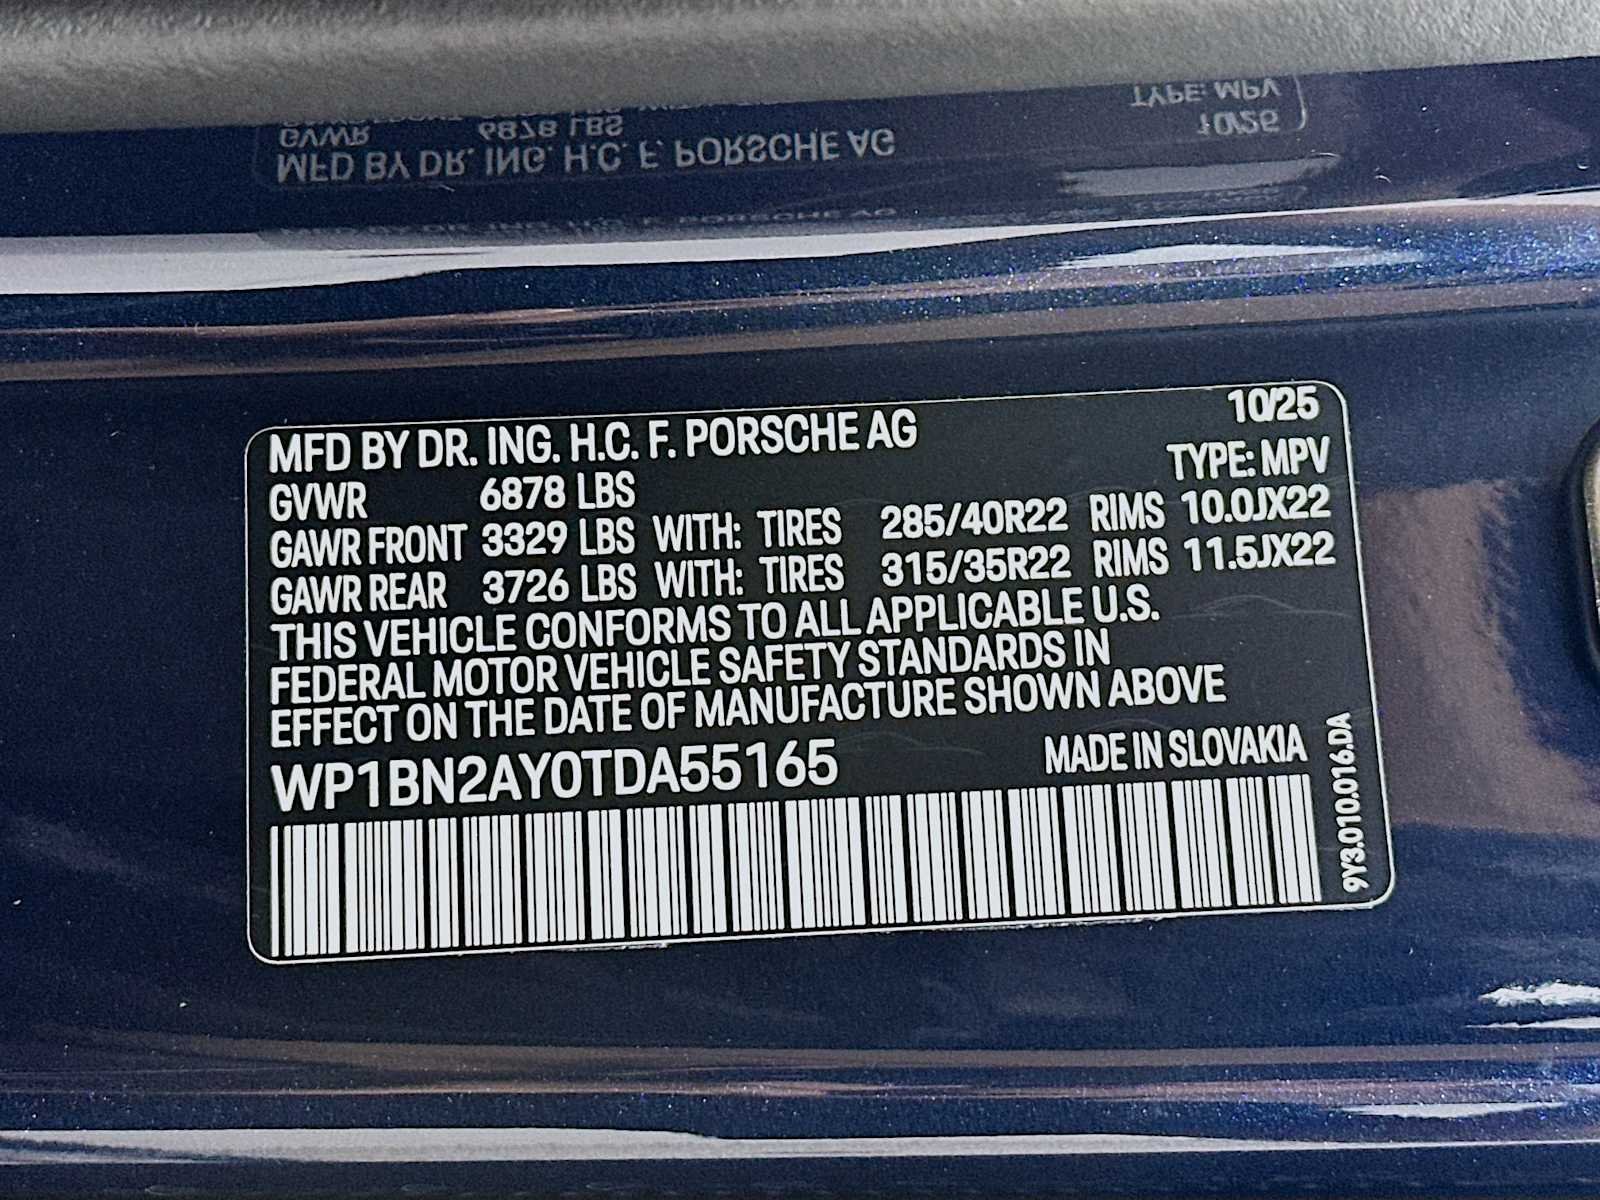 MFD BY DR. ING. H.C. F. PORSCHE AG 10/25
TYPE: MPV
GVWR 6878 LBS
GAWR FRONT 3329 LBS WITH: TIRES 285/40R22 RIMS 10.0JX22
GAWR REAR 3726 LBS WITH: TIRES 315/35R22 RIMS 11.5JX22
THIS VEHICLE CONFORMS TO ALL APPLICABLE U.S.
FEDERAL MOTOR VEHICLE SAFETY STANDARDS IN
EFFECT ON THE DATE OF MANUFACTURE SHOWN ABOVE
WP1BN2AY0TDA55165 MADE IN SLOVAKIA
9Y3.010.016.DA